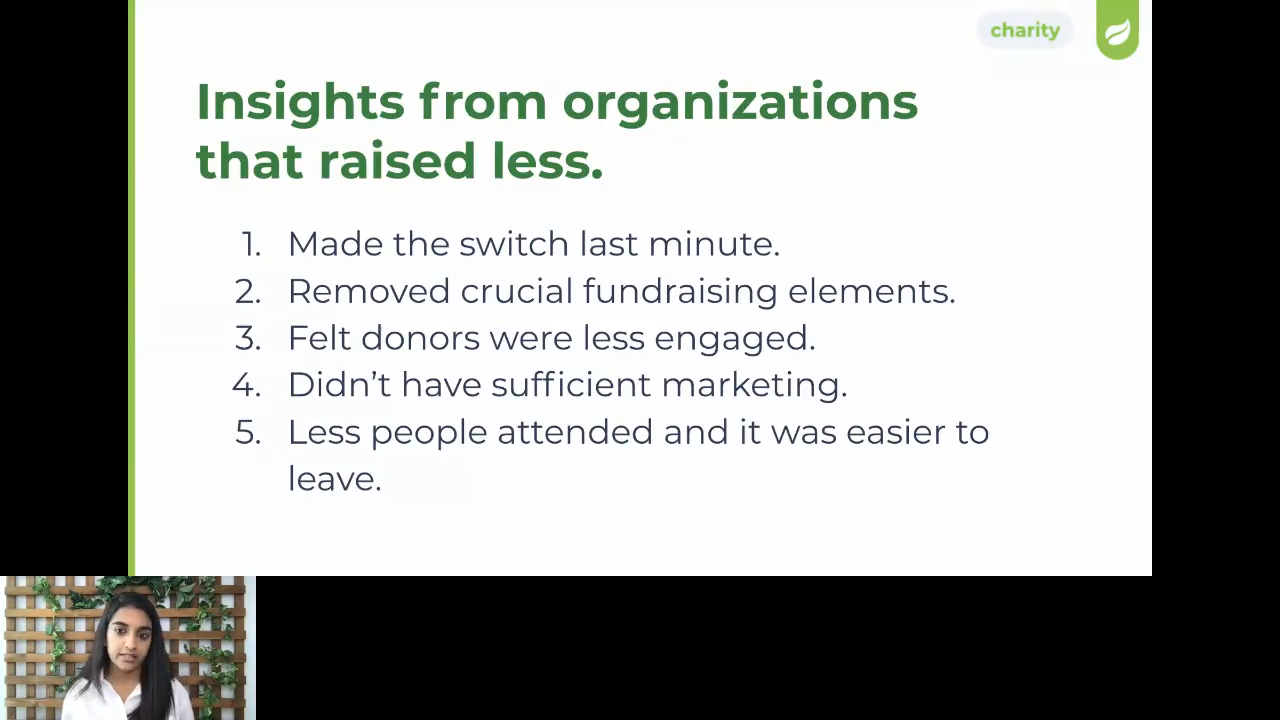 charity
Insights from organizations
that raised less.
1. Made the switch last minute.
2. Removed crucial fundraising elements.
3. Felt donors were less engaged.
4. Didn’t have sufficient marketing.
5. Less people attended and it was easier to
leave.